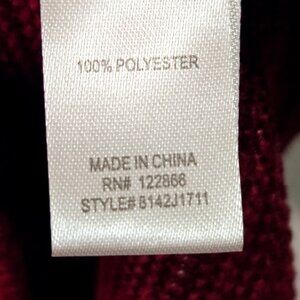 100% POLYESTER
MADE IN CHINA
RN# 122866
STYLE# 8142J1711